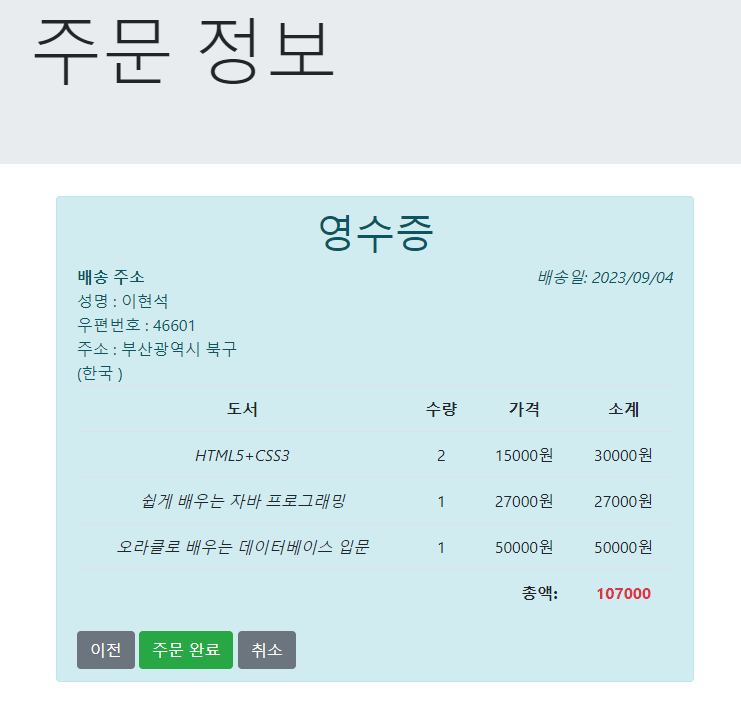 주문 정보
영수증
배송 주소
배송일: 2023/09/04
성명 : 이현석
우편번호 : 46601
주소 : 부산광역시 북구
(한국 )
도서 수량 가격 소계
HTML5+CSS3 2 15000원 30000원
쉽게 배우는 자바 프로그래밍 1 27000원 27000원
오라클로 배우는 데이터베이스 입문 1 50000원 50000원
총액: 107000
이전 주문 완료 취소